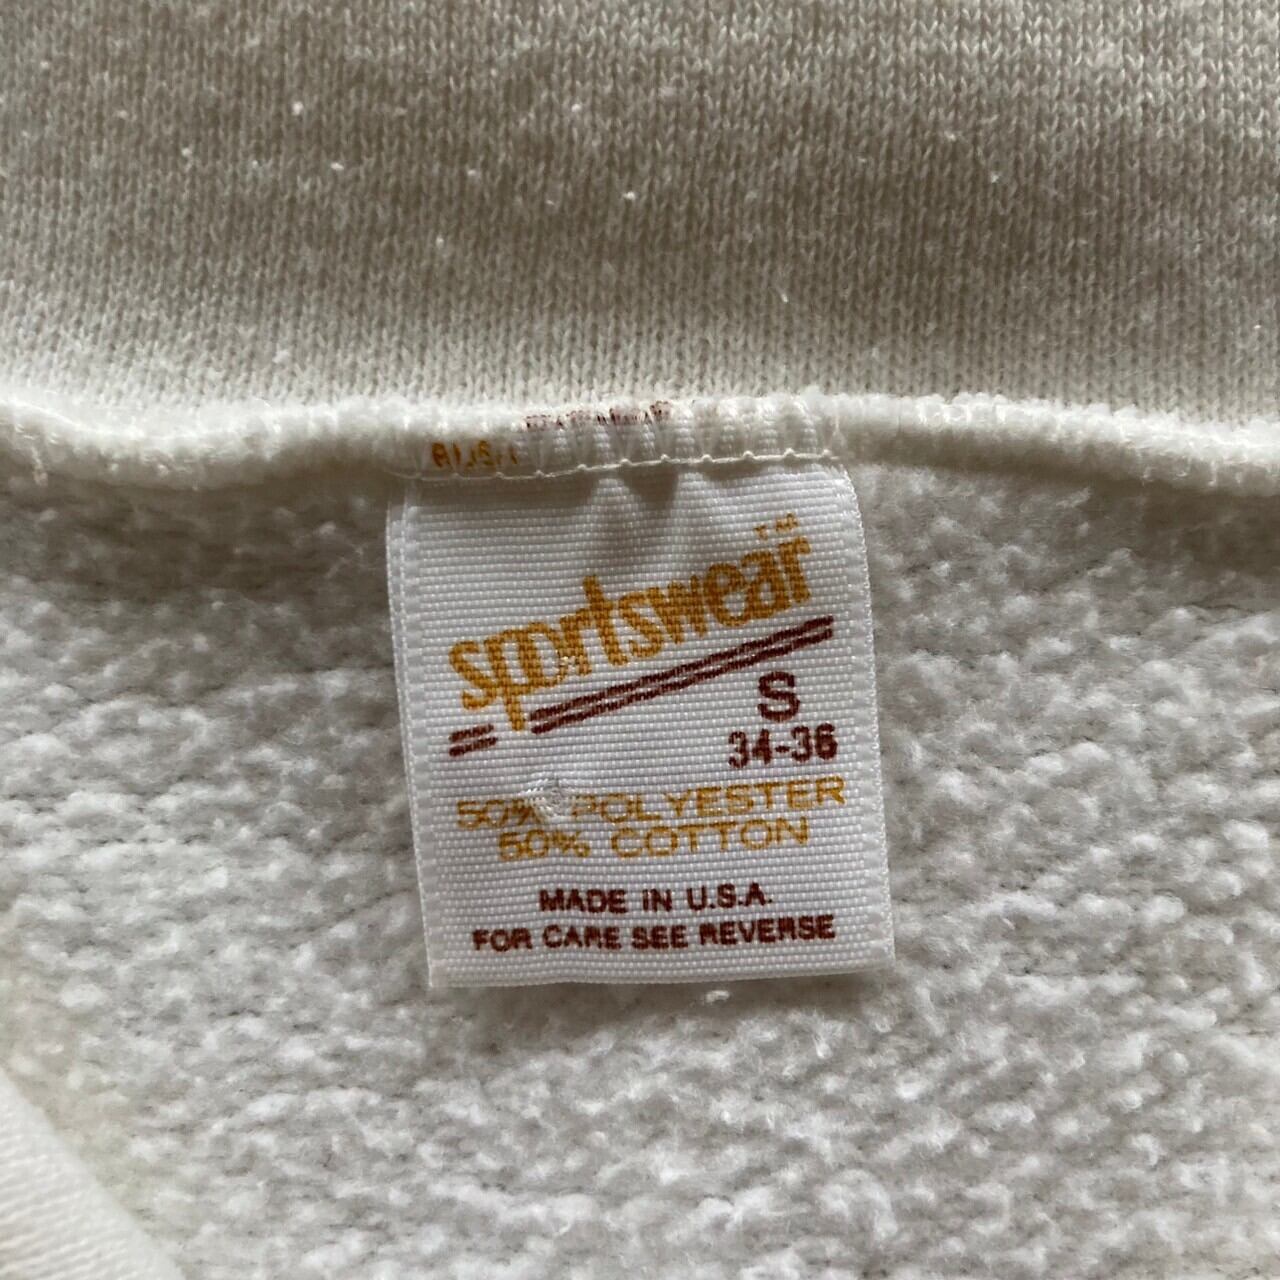 sportswear
S
34-36
50% POLYESTER
50% COTTON
MADE IN U.S.A.
FOR CARE SEE REVERSE